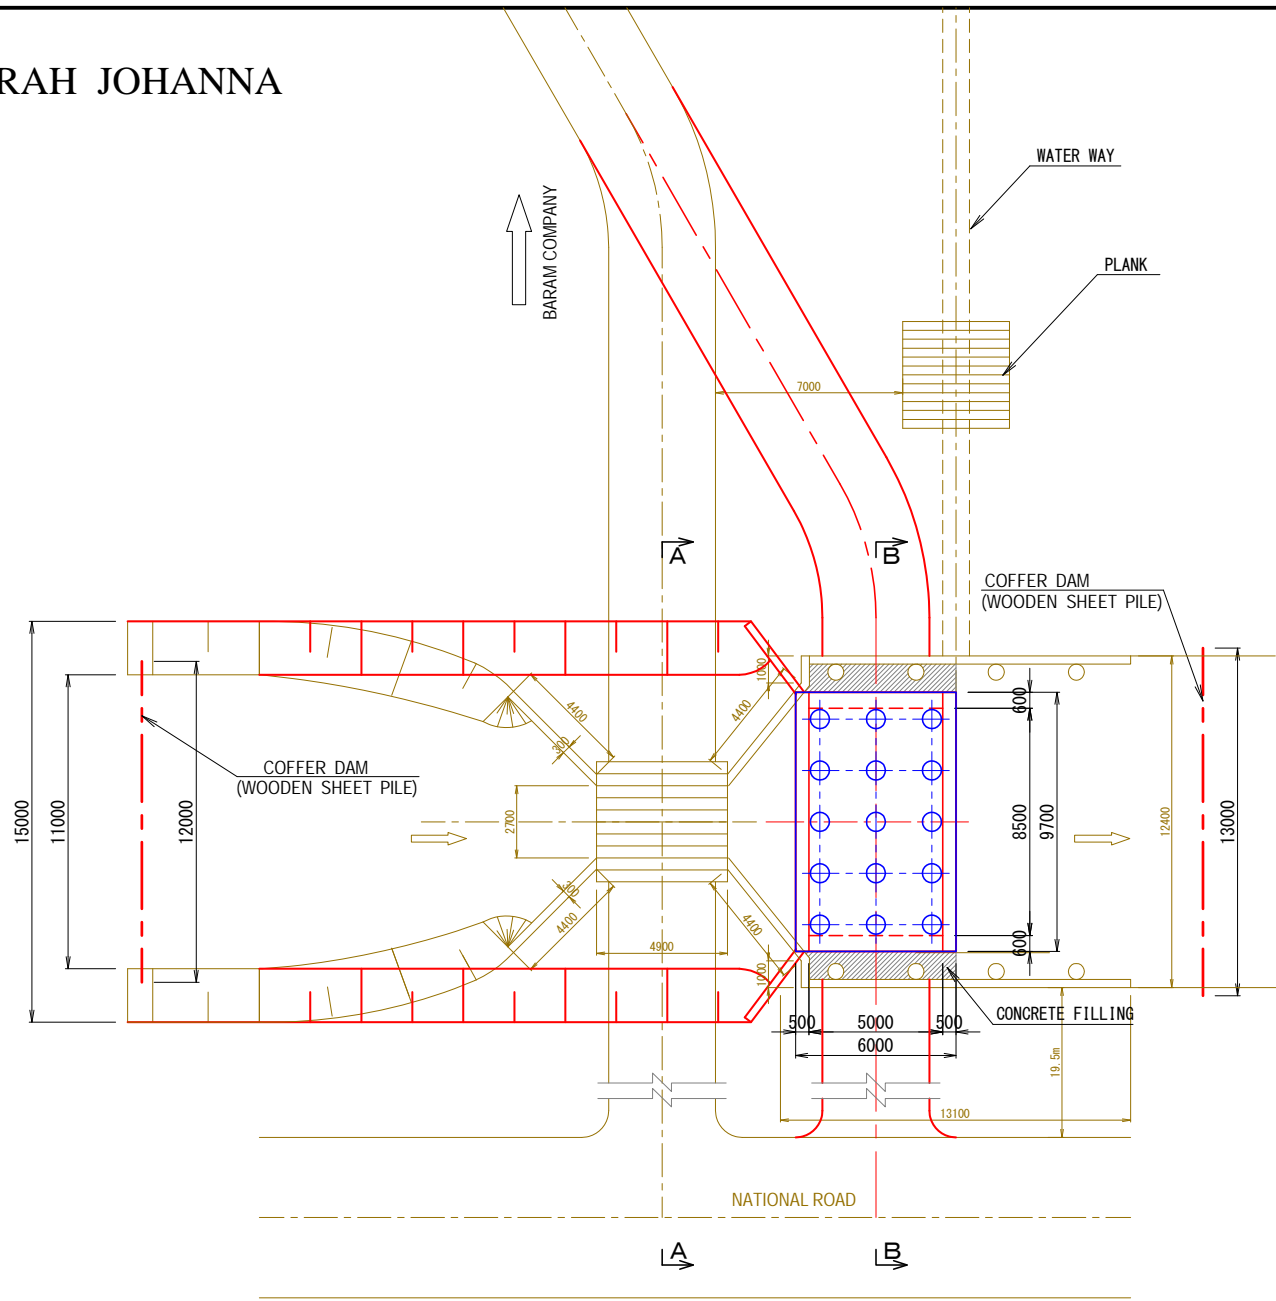 RAH JOHANNA
WATER WAY
BARAM COMPANY
PLANK
7000
A
B
COFFER DAM
(WOODEN SHEET PILE)
1000
4400
4400
600
COFFER DAM
(WOODEN SHEET PILE)
300
15000
11000
12000
2700
8500
9700
12400
13000
300
4400
4400
4900
600
1000
500
5000
500
CONCRETE FILLING
6000
19.5m
13100
NATIONAL ROAD
A
B